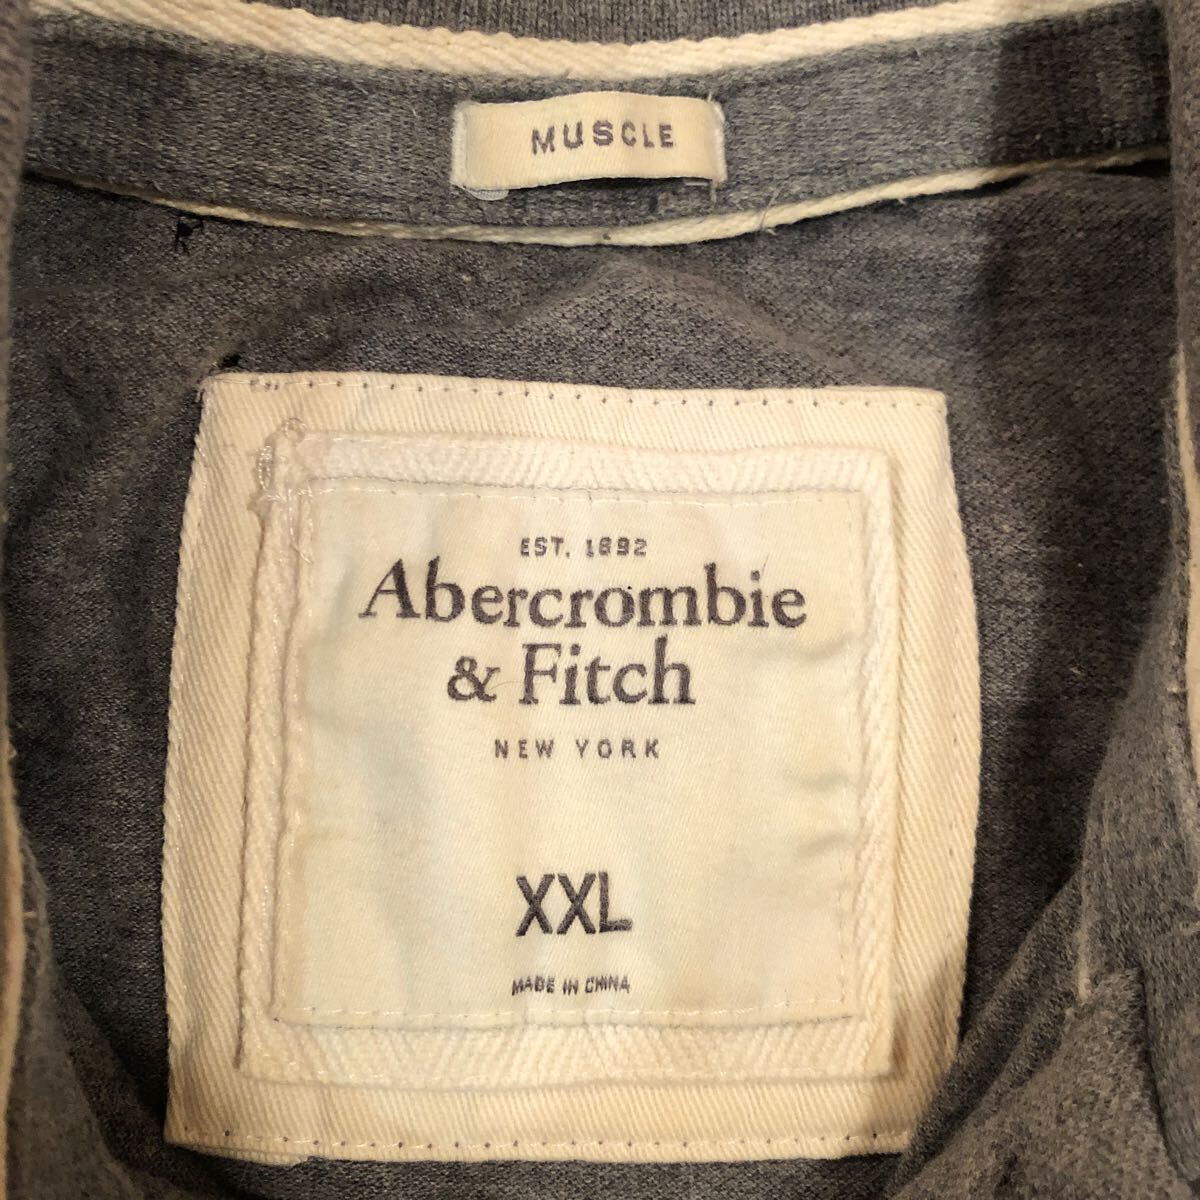 MUSCLE
EST. 1892
Abercrombie
& Fitch
NEW YORK
XXL
MADE IN CHINA